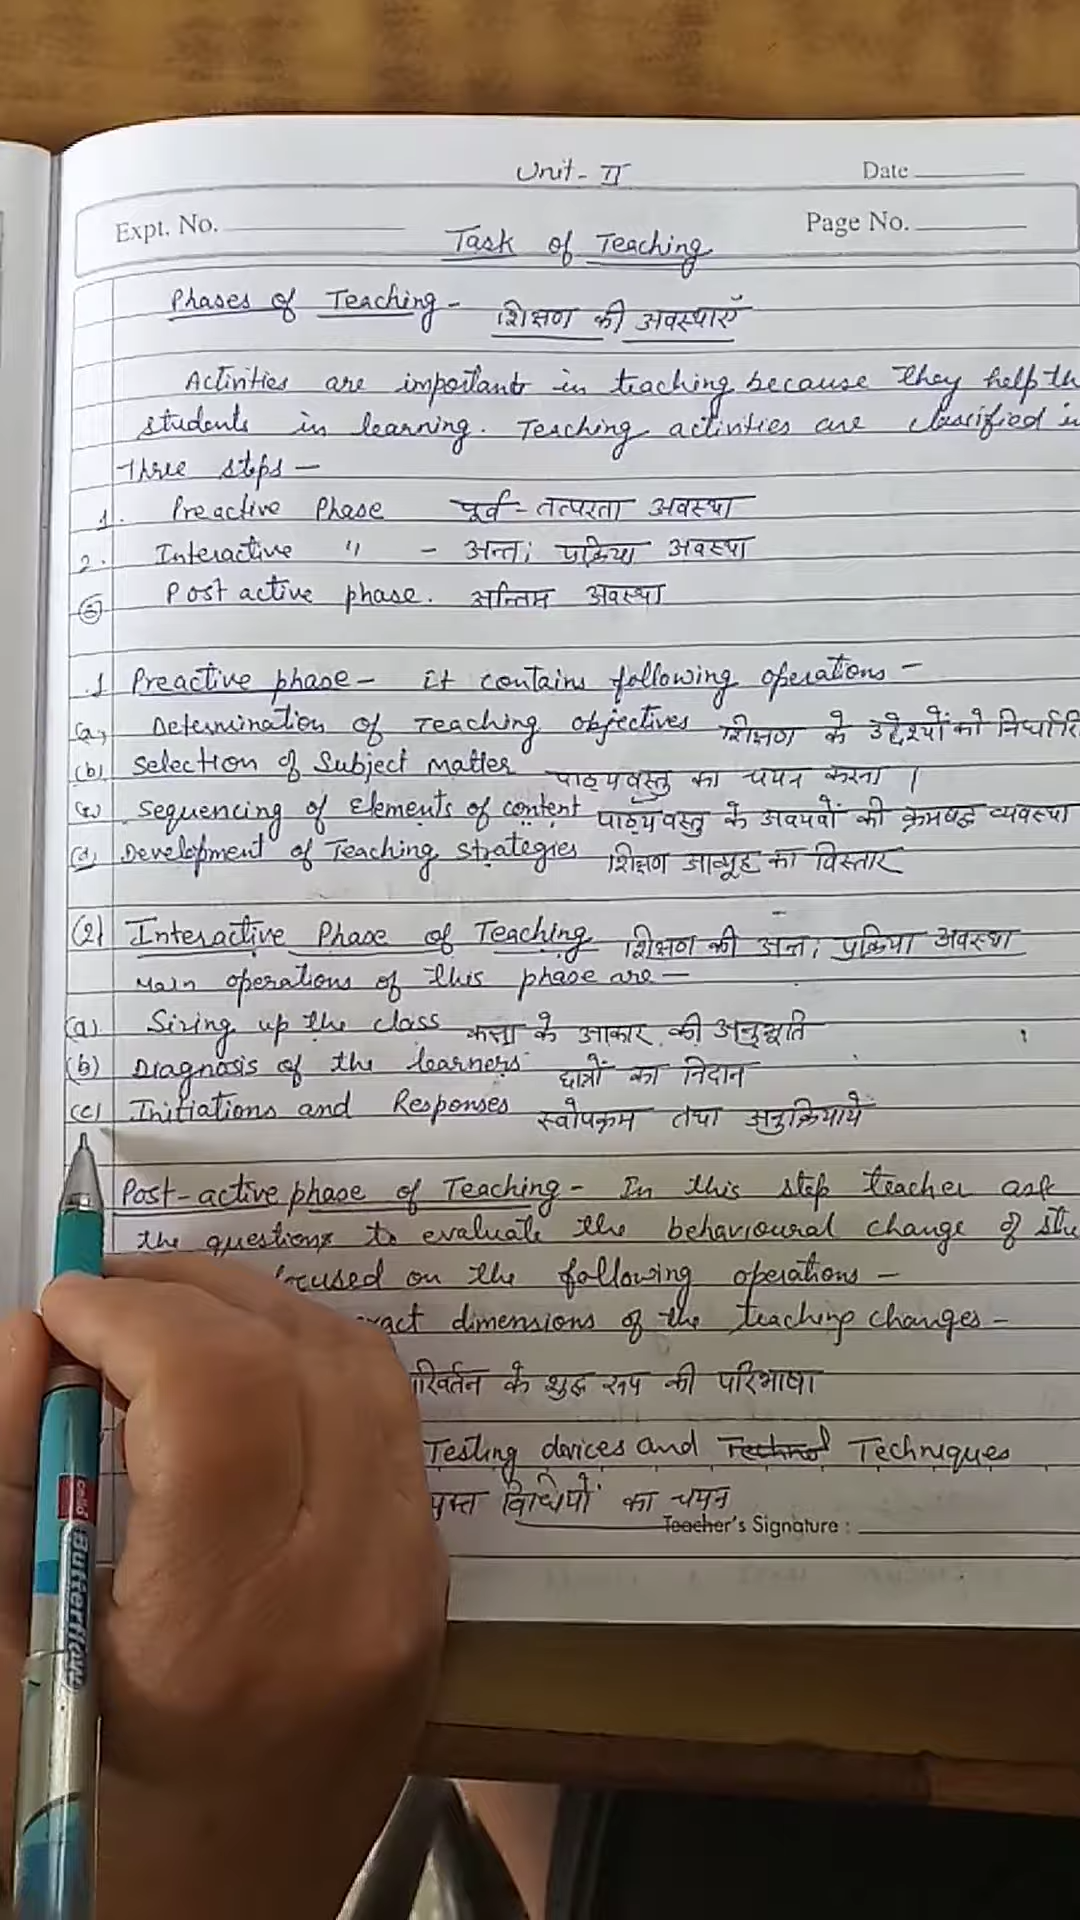 Unit - II
Date
Expt. No.
Page No.
Task of Teaching
Phases of Teaching - शिक्षण की अवस्थाएँ
Activities are important in teaching because they help th
students in learning. Teaching activities are classified in
three steps —
1. Preactive Phase पूर्व - तत्परता अवस्था
2. Interactive " - अन्त: प्रक्रिया अवस्था
③ Post active phase. अन्तिम अवस्था
1 Preactive phase - it contains following operations -
(a) Determination of Teaching objectives शिक्षण के उद्देश्यों को निर्धारि
(b) Selection of Subject matter पाठ्यवस्तु का चयन करना ।
(c) Sequencing of Elements of content पाठ्यवस्तु के अवयवों की क्रमबद्ध व्यवस्था
(d) Development of Teaching strategies शिक्षण का विस्तार
(2) Interactive Phase of Teaching शिक्षण की अन्त: प्रक्रिया अवस्था
Main operations of this phase are —
(a) Sizing up the class कक्षा के आकार की अनुभूति
(b) Diagnosis of the learners छात्रों का निदान
(c) Initiations and Responses स्वोपक्रम तथा अनुक्रियायें
Post-active phase of Teaching - In this step teacher ask
the questions to evaluate the behavioural change of stu
focused on the following operations —
dimensions of the teaching changes -
के शुद्ध रूप की परिभाषा
Testing devices and Techniques
विधियों का चयन
Teacher's Signature :
cello
Butterflow